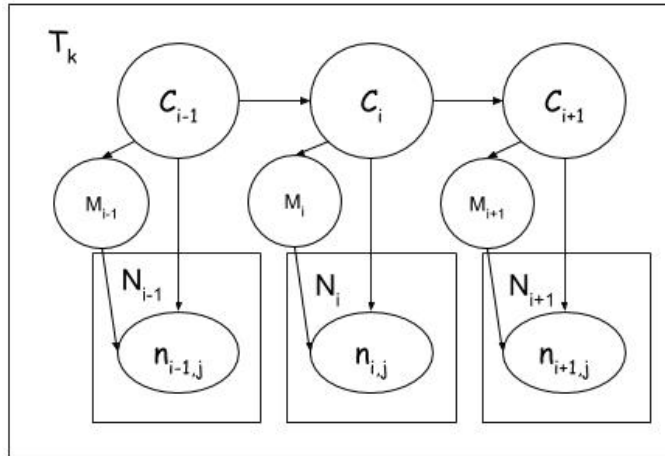 T_k
C_{i-1} C_i C_{i+1}
M_{i-1} M_i M_{i+1}
N_{i-1} N_i N_{i+1}
n_{i-1,j} n_{i,j} n_{i+1,j}